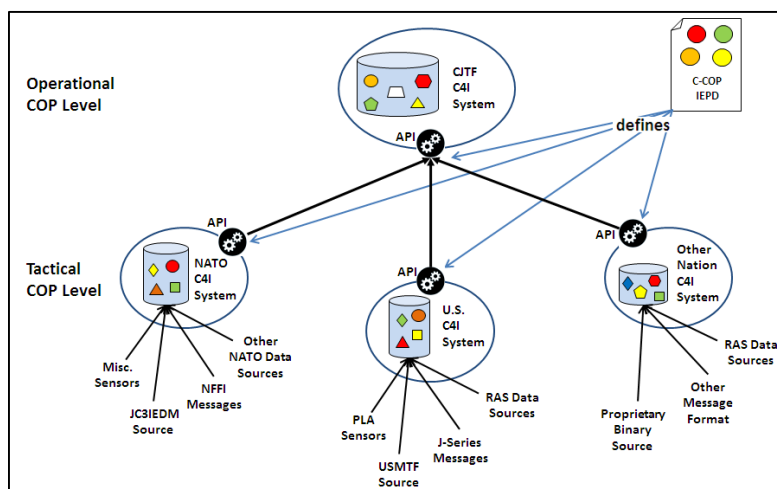 Operational
COP Level
CJTF
C4I
System
C-COP
IEPD
API
defines
API
NATO
C4I
System
Tactical
COP Level
API
U.S.
C4I
System
API
Other
Nation
C4I
System
Misc.
Sensors
JC3IEDM
Source
NFFI
Messages
Other
NATO Data
Sources
PLA
Sensors
USMTF
Source
J-Series
Messages
RAS Data
Sources
Proprietary
Binary
Source
Other
Message
Format
RAS Data
Sources